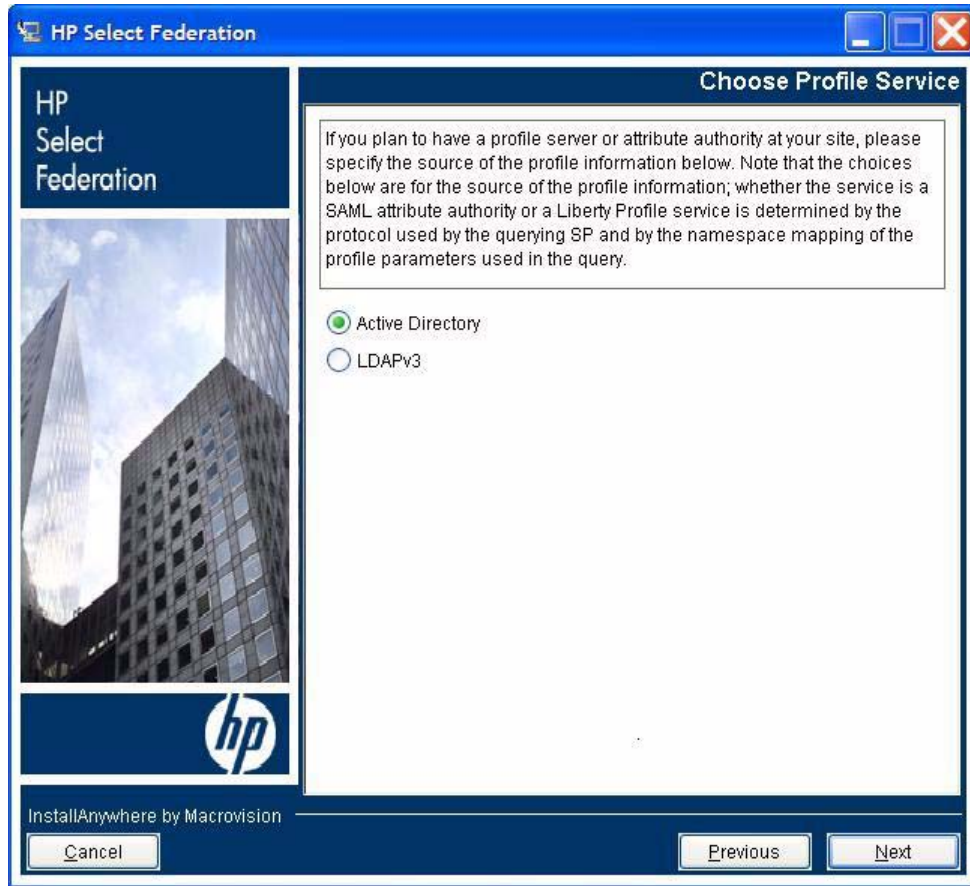 HP Select Federation
HP
Select
Federation
Choose Profile Service
If you plan to have a profile server or attribute authority at your site, please
specify the source of the profile information below. Note that the choices
below are for the source of the profile information; whether the service is a
SAML attribute authority or a Liberty Profile service is determined by the
protocol used by the querying SP and by the namespace mapping of the
profile parameters used in the query.
Active Directory
LDAPv3
hp
InstallAnywhere by Macrovision
Cancel
Previous
Next